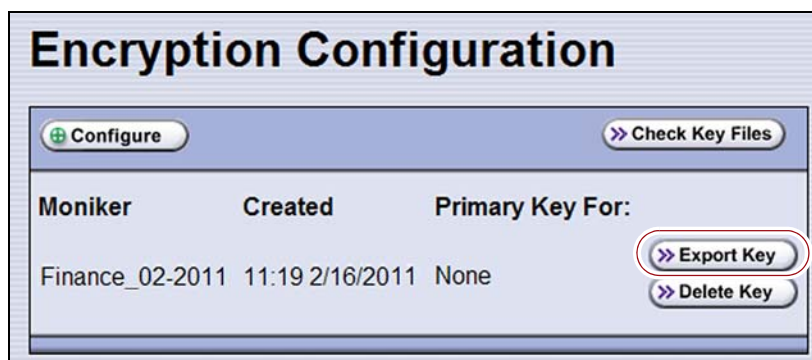 Encryption Configuration
Configure
Check Key Files
Moniker Created Primary Key For:
Export Key
Finance_02-2011 11:19 2/16/2011 None
Delete Key